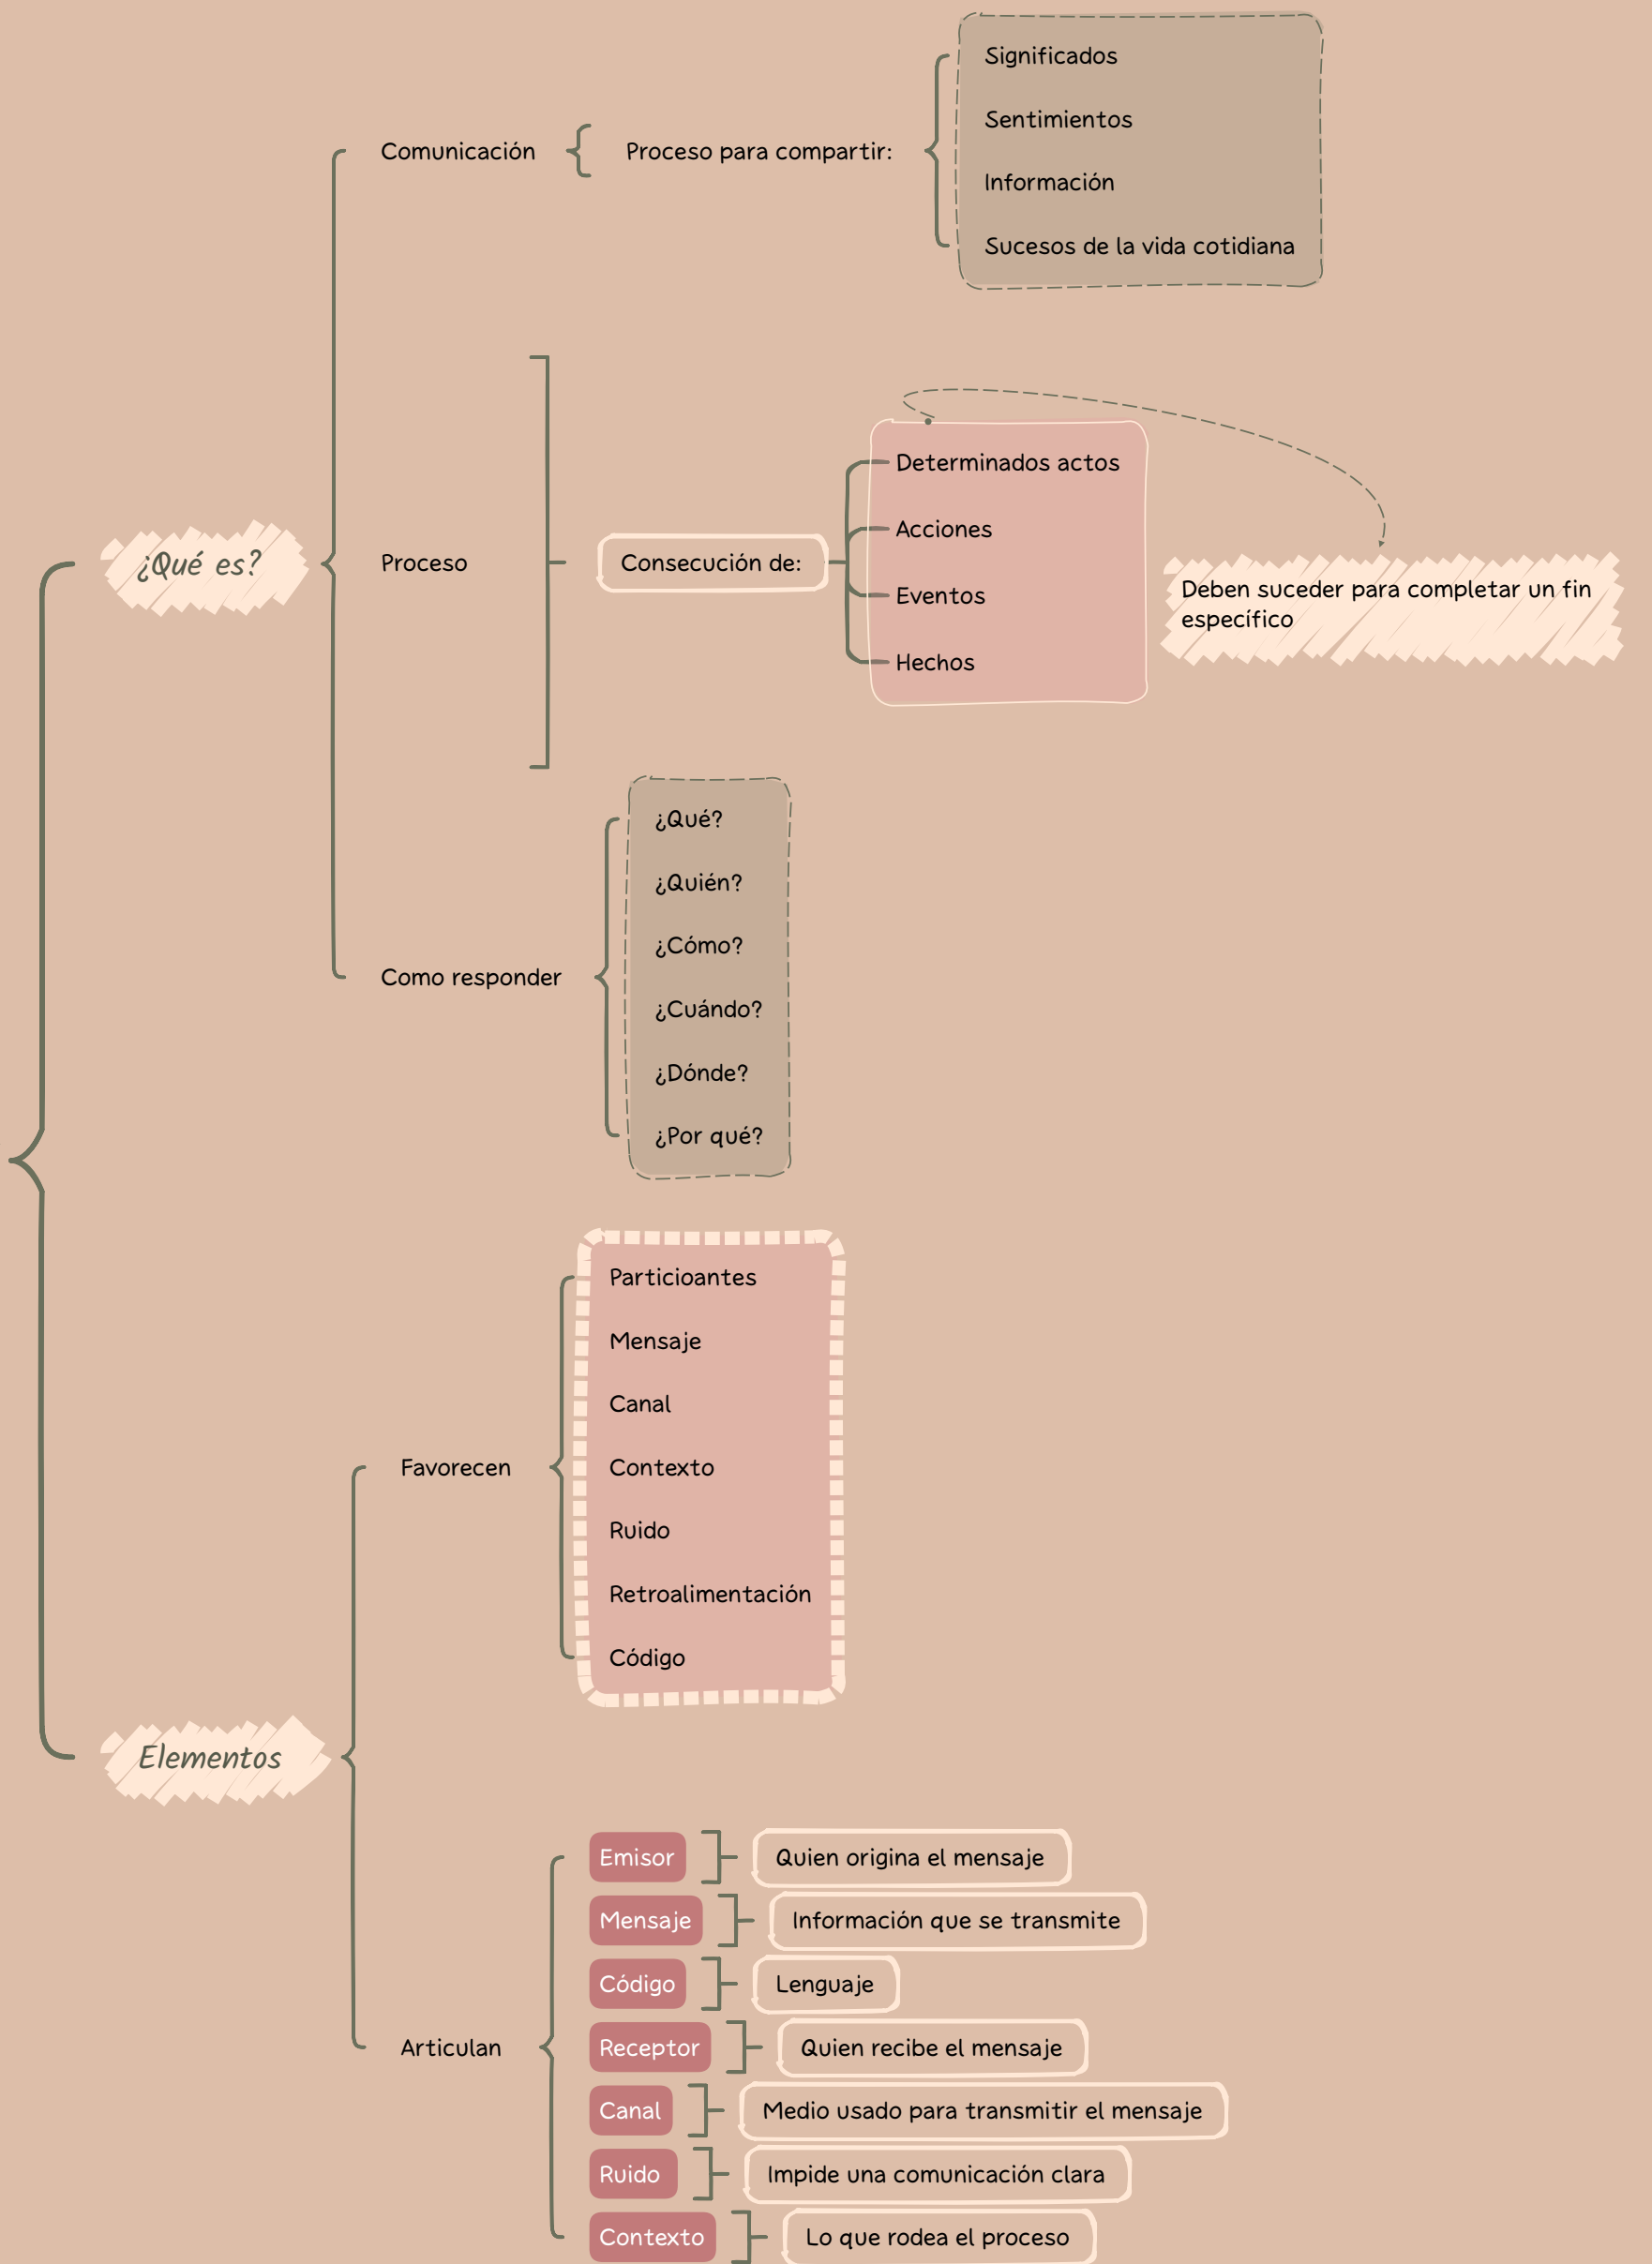 ¿Qué es?
Comunicación
Proceso para compartir:
Significados
Sentimientos
Información
Sucesos de la vida cotidiana
Proceso
Consecución de:
Determinados actos
Acciones
Eventos
Hechos
Deben suceder para completar un fin
específico
Como responder
¿Qué?
¿Quién?
¿Cómo?
¿Cuándo?
¿Dónde?
¿Por qué?
Elementos
Favorecen
Particioantes
Mensaje
Canal
Contexto
Ruido
Retroalimentación
Código
Articulan
Emisor
Quien origina el mensaje
Mensaje
Información que se transmite
Código
Lenguaje
Receptor
Quien recibe el mensaje
Canal
Medio usado para transmitir el mensaje
Ruido
Impide una comunicación clara
Contexto
Lo que rodea el proceso